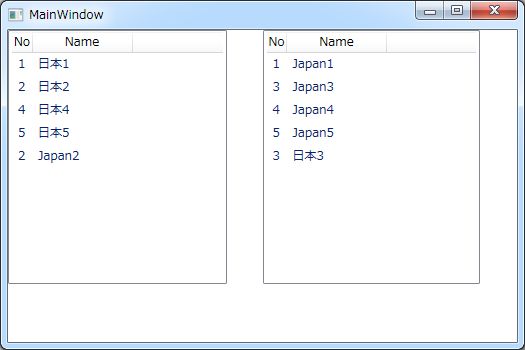 MainWindow
No Name
1 日本1
2 日本2
4 日本4
5 日本5
2 Japan2
No Name
1 Japan1
3 Japan3
4 Japan4
5 Japan5
3 日本3